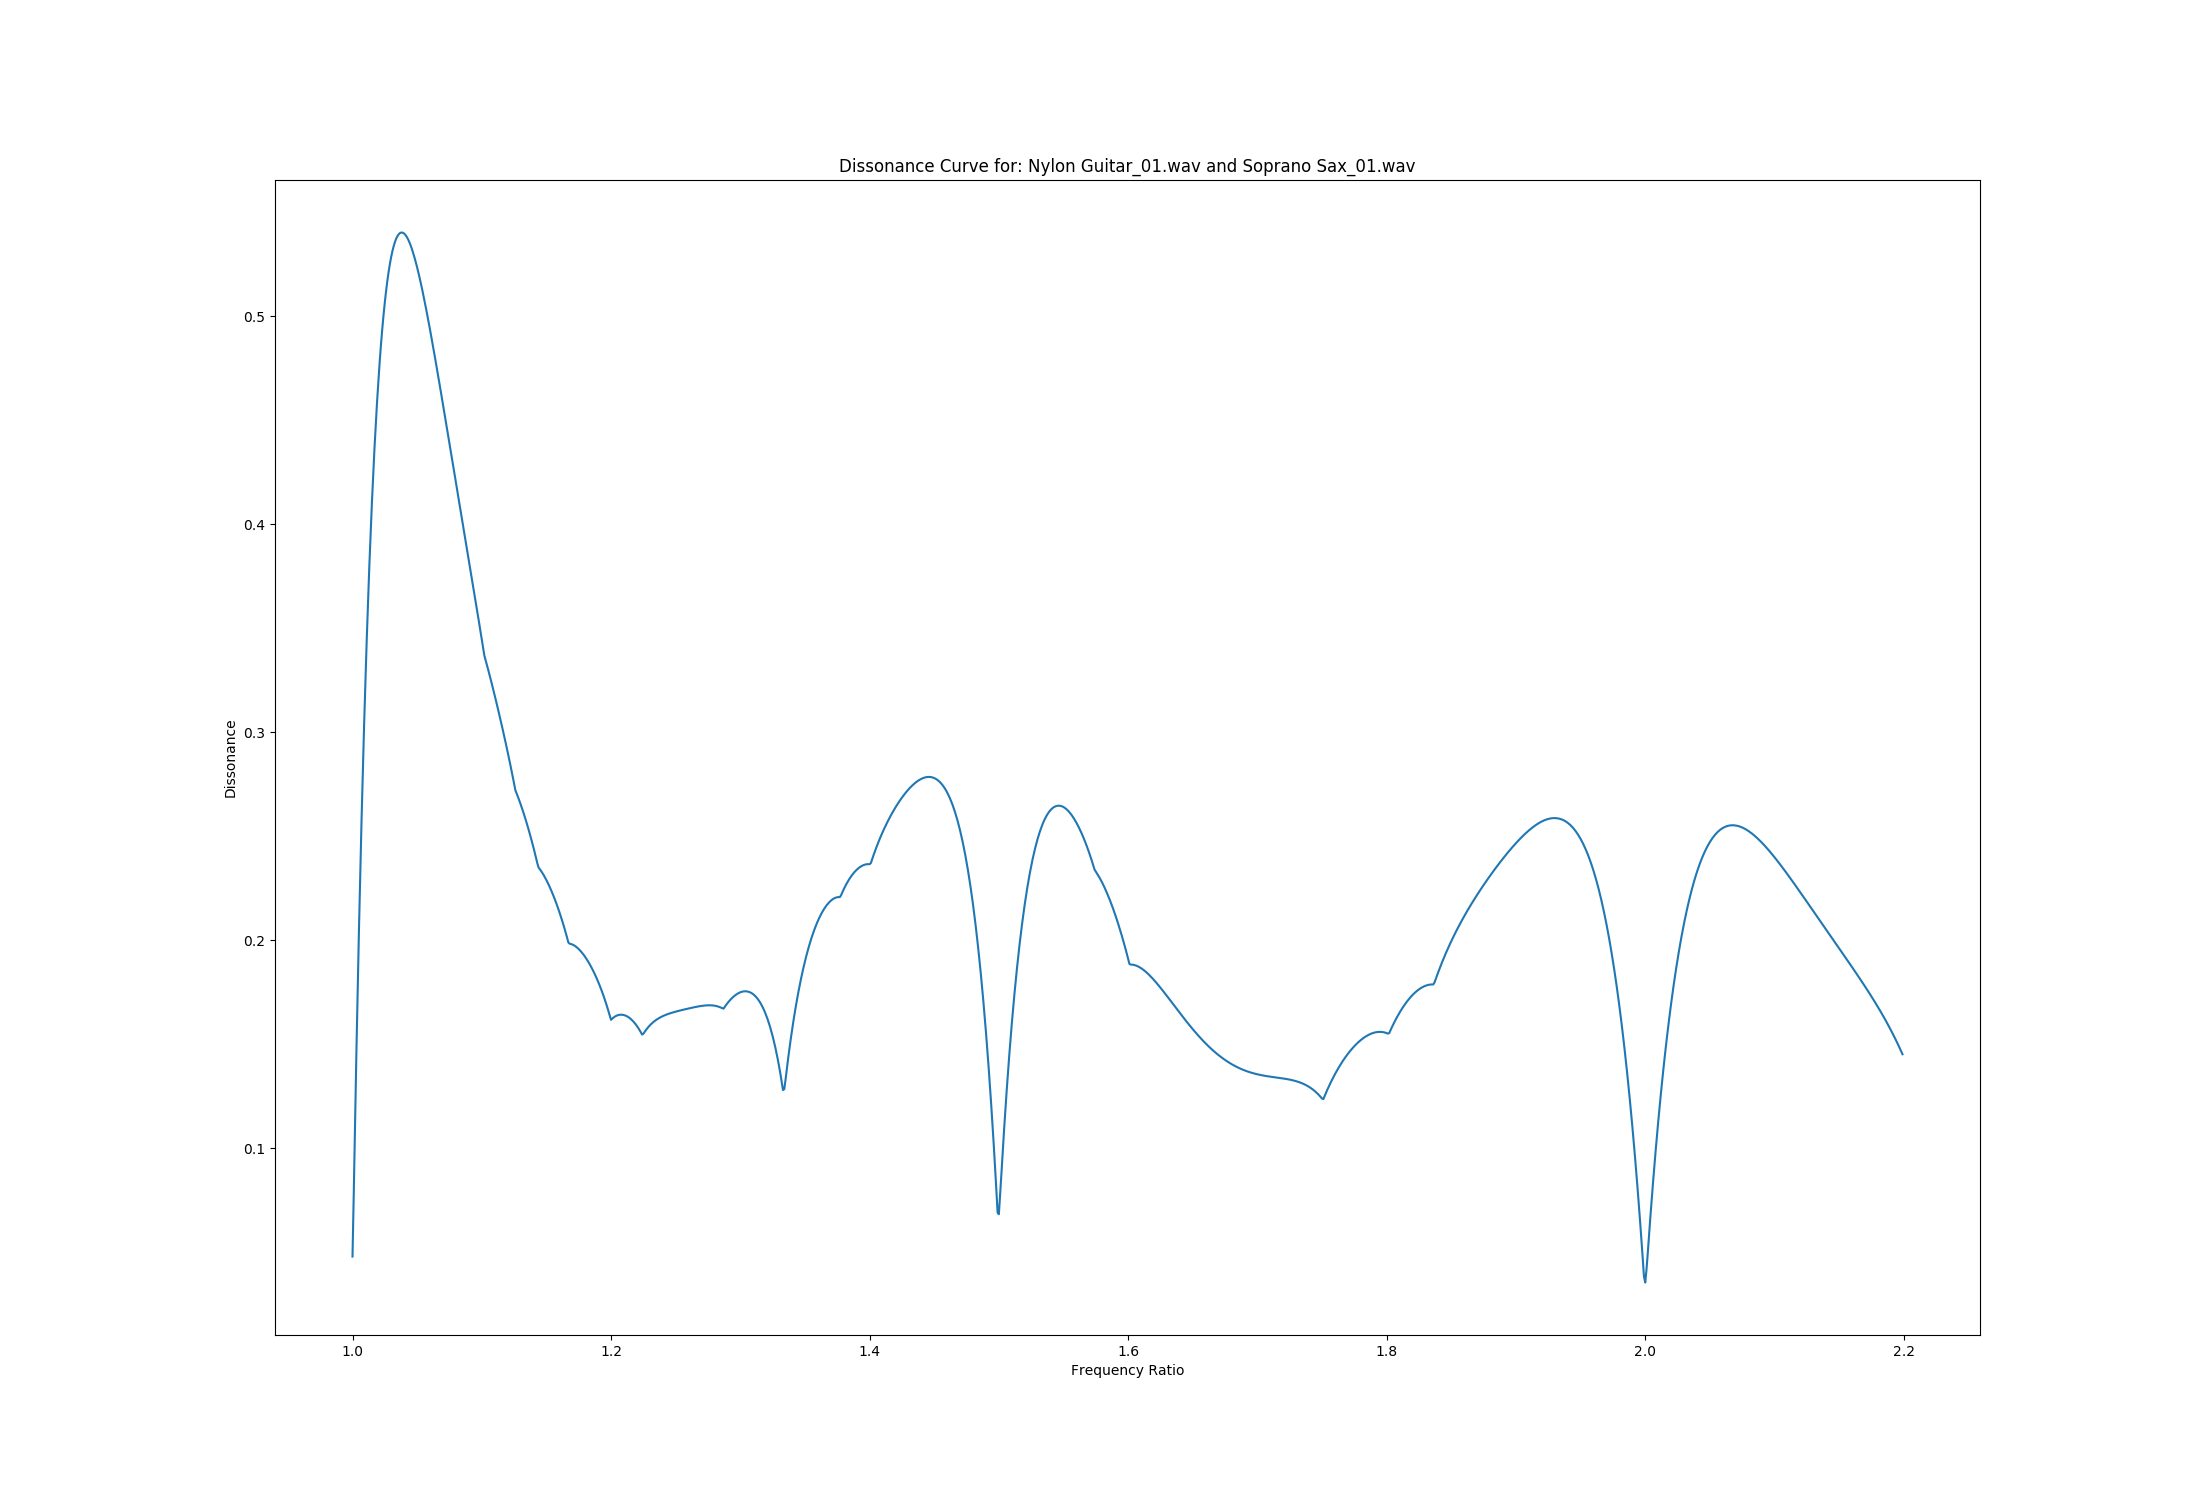 Dissonance Curve for: Nylon Guitar_01.wav and Soprano Sax_01.wav
0.5
0.4
0.3
0.2
0.1
Dissonance
1.0 1.2 1.4 1.6 1.8 2.0 2.2
Frequency Ratio